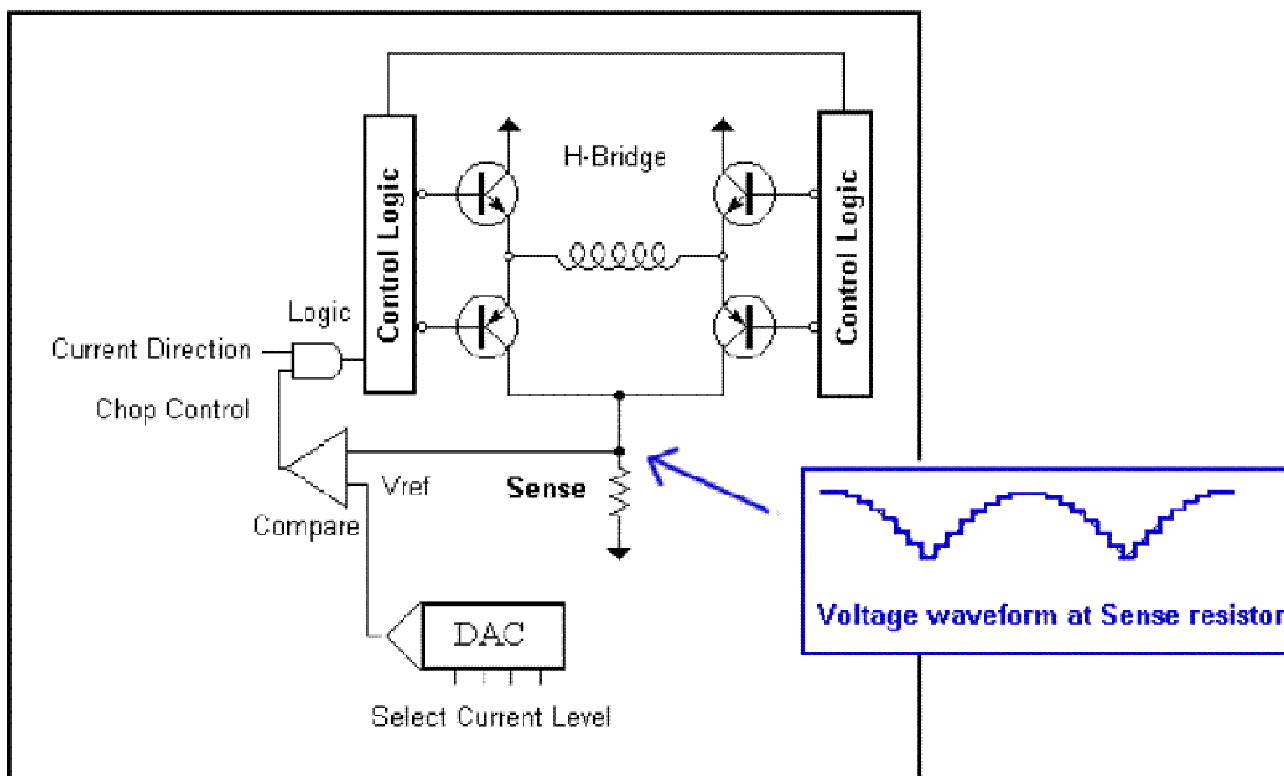 H-Bridge
Control Logic
Control Logic
Logic
Current Direction
Chop Control
Vref
Sense
Compare
DAC
Select Current Level
Voltage waveform at Sense resistor